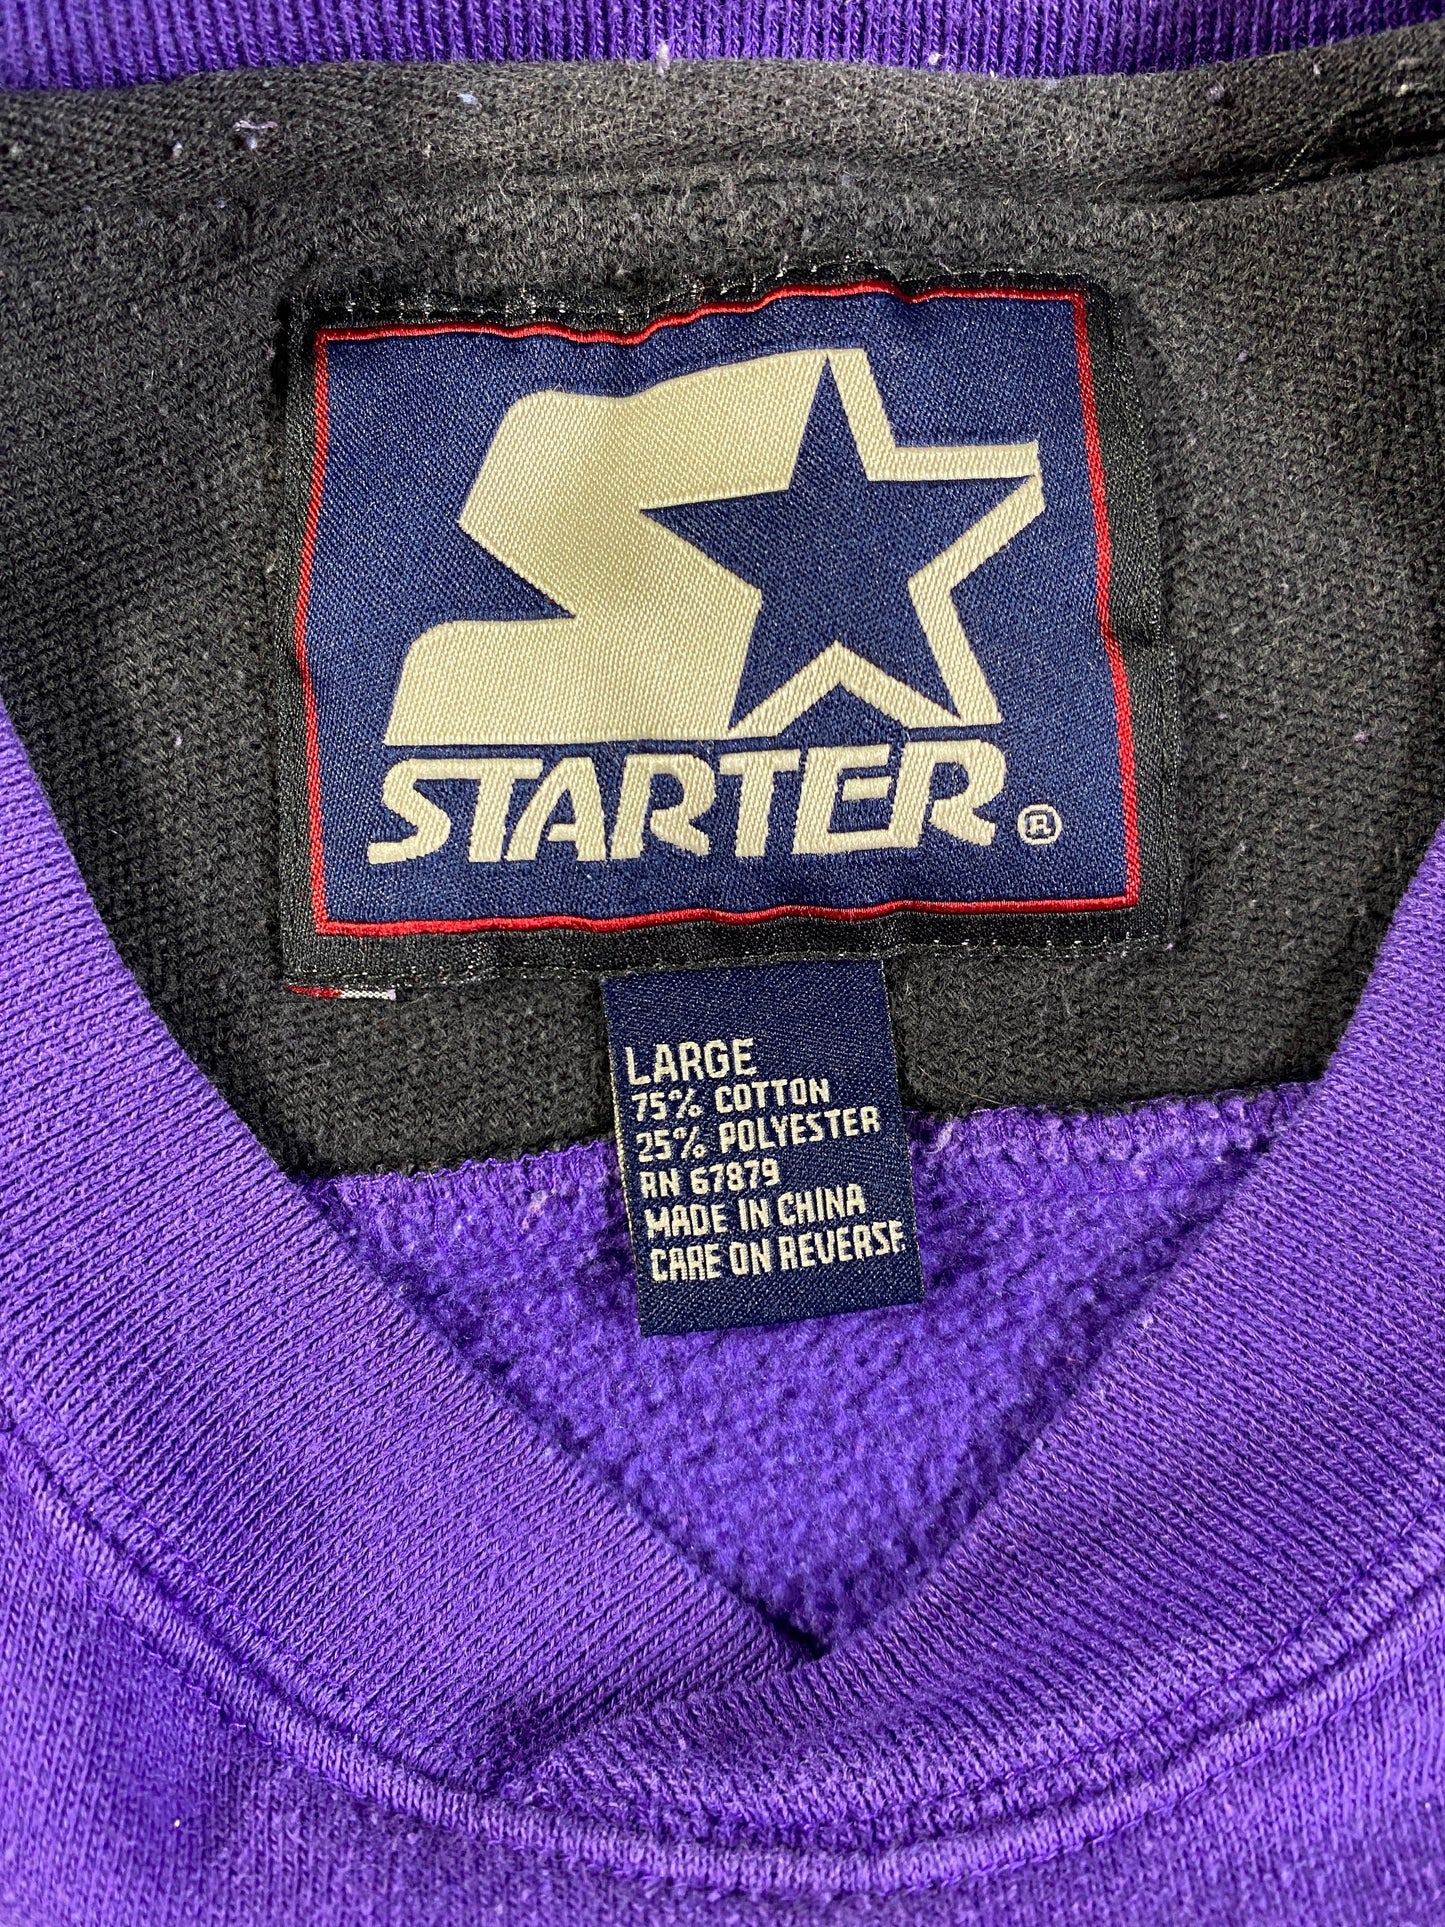 STARTER®
LARGE
75% COTTON
25% POLYESTER
RN 67879
MADE IN CHINA
CARE ON REVERSE